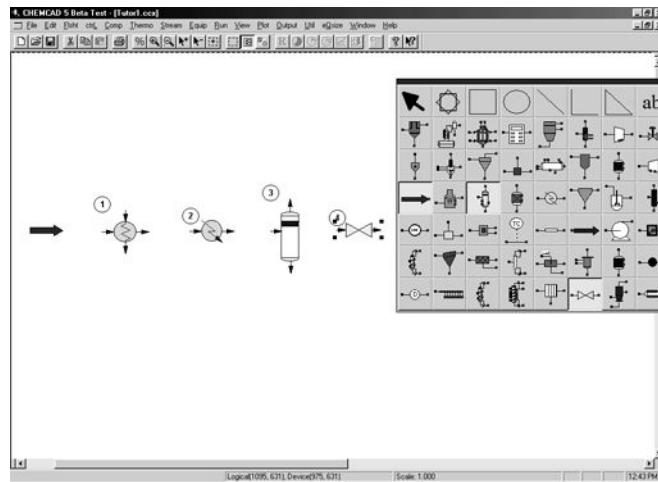 CHEMCAD 5 Beta Test - [Tutor1.ccx]
File Edit Flsht Comp Thermo Stream Equip Run View Plot Output Util eQsize Window Help
ab
TC
1
2
3
4
D
Logical(1095, 631), Device(975, 631) Scale: 1.000 12:43 PM